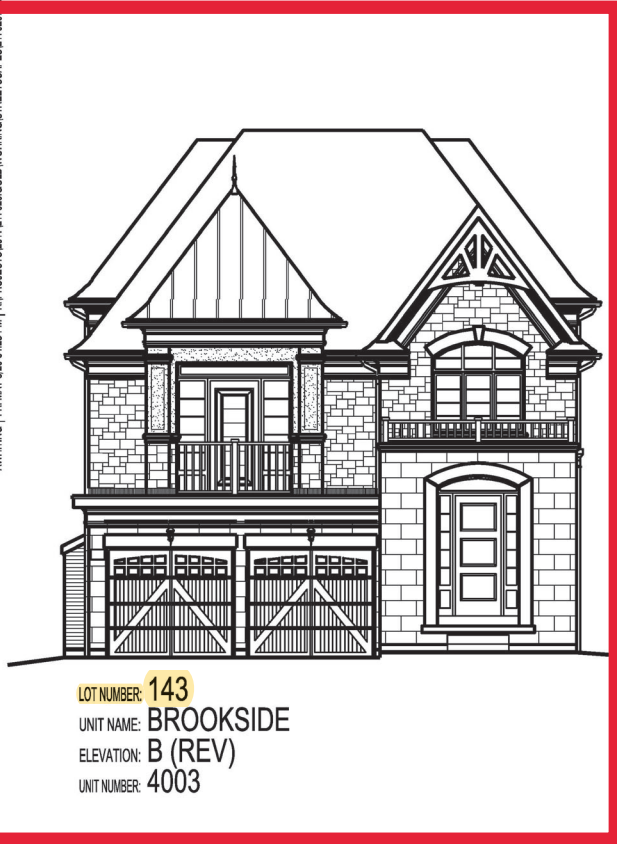 LOT NUMBER: 143
UNIT NAME: BROOKSIDE
ELEVATION: B (REV)
UNIT NUMBER: 4003